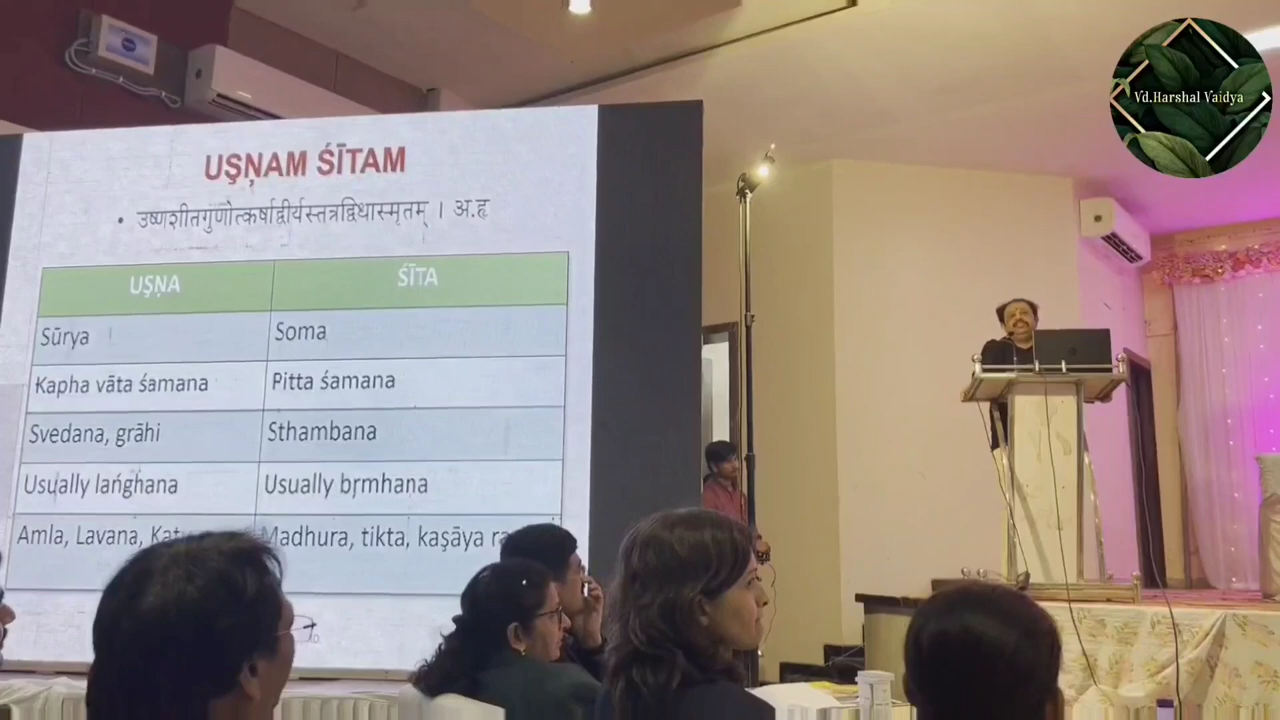 Vd.Harshal Vaidya
UṢṆAM ŚĪTAM
• उष्णशीतगुणोत्कर्षाद्वीर्यस्तत्रद्विधास्मृतम् । अ.हृ
UṢṆA ŚĪTA
Sūrya Soma
Kapha vāta śamana Pitta śamana
Svedana, grāhi Sthambana
Usually laṅghana Usually bṛmhana
Amla, Lavana, Madhura, tikta, kaṣāya